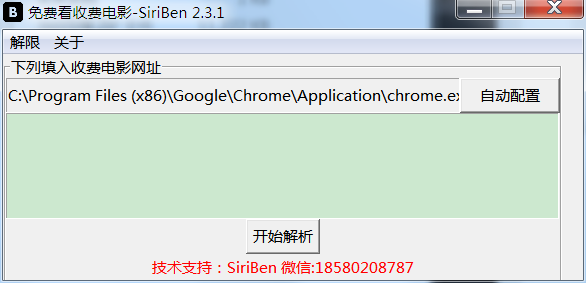 B 免费看收费电影-SiriBen 2.3.1
解限 关于
下列填入收费电影网址
C:\Program Files (x86)\Google\Chrome\Application\chrome.ex 自动配置
开始解析
技术支持：SiriBen 微信:18580208787